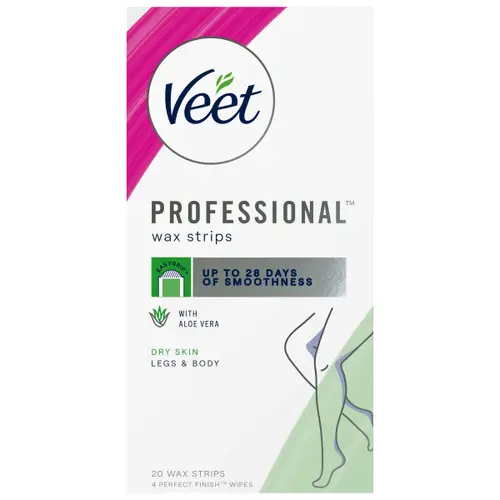 Veet
PROFESSIONAL™
wax strips
EASYGRIP™
UP TO 28 DAYS
OF SMOOTHNESS
WITH
ALOE VERA
DRY SKIN
LEGS & BODY
20 WAX STRIPS
4 PERFECT FINISH™ WIPES